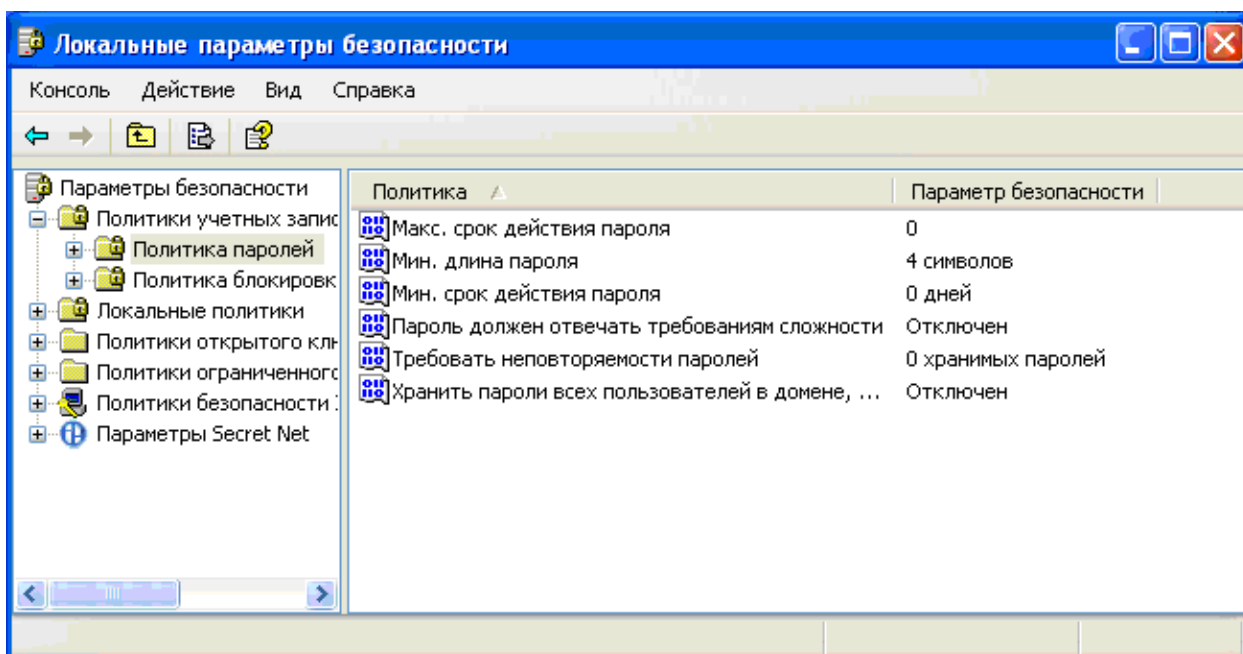 Локальные параметры безопасности
Консоль Действие Вид Справка
Параметры безопасности
Политики учетных запис
Политика паролей
Политика блокировк
Локальные политики
Политики открытого клн
Политики ограниченного
Политики безопасности
Параметры Secret Net
Политика Параметр безопасности
Макс. срок действия пароля 0
Мин. длина пароля 4 символов
Мин. срок действия пароля 0 дней
Пароль должен отвечать требованиям сложности Отключен
Требовать неповторяемости паролей 0 хранимых паролей
Хранить пароли всех пользователей в домене, ... Отключен